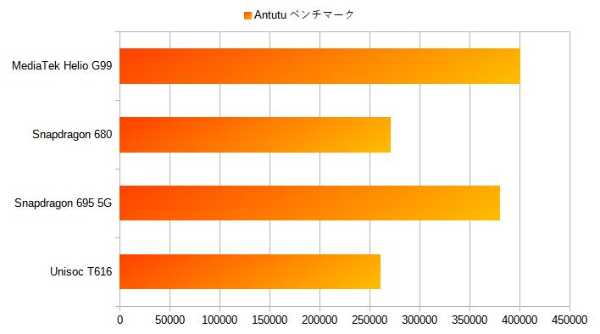 Antutu ベンチマーク
MediaTek Helio G99
Snapdragon 680
Snapdragon 695 5G
Unisoc T616
0 50000 100000 150000 200000 250000 300000 350000 400000 450000